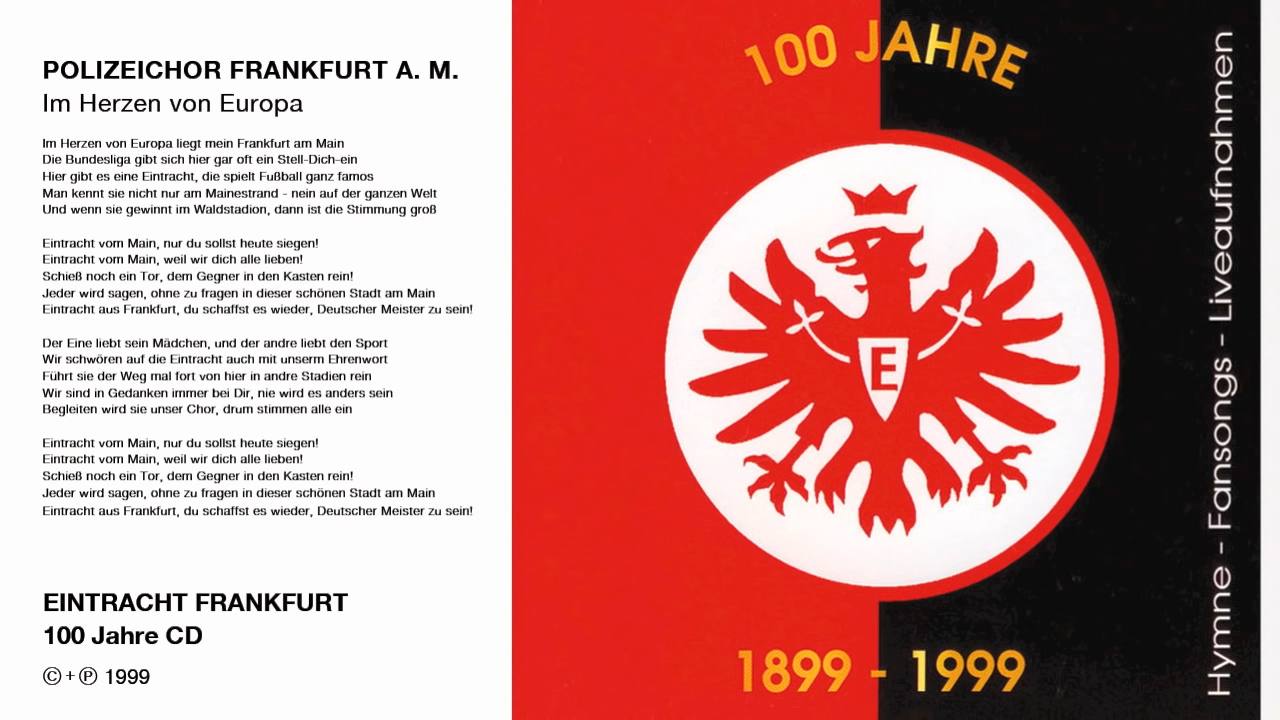 POLIZEICHOR FRANKFURT A. M.
Im Herzen von Europa
Im Herzen von Europa liegt mein Frankfurt am Main
Die Bundesliga gibt sich hier gar oft ein Stell-Dich-ein
Hier gibt es eine Eintracht, die spielt Fußball ganz famos
Man kennt sie nicht nur am Mainestrand - nein auf der ganzen Welt
Und wenn sie gewinnt im Waldstadion, dann ist die Stimmung groß
Eintracht vom Main, nur du sollst heute siegen!
Eintracht vom Main, weil wir dich alle lieben!
Schieß noch ein Tor, dem Gegner in den Kasten rein!
Jeder wird sagen, ohne zu fragen in dieser schönen Stadt am Main
Eintracht aus Frankfurt, du schaffst es wieder, Deutscher Meister zu sein!
Der Eine liebt sein Mädchen, und der andre liebt den Sport
Wir schwören auf die Eintracht auch mit unserm Ehrenwort
Führt sie der Weg mal fort von hier in andre Stadien rein
Wir sind in Gedanken immer bei Dir, nie wird es anders sein
Begleiten wird sie unser Chor, drum stimmen alle ein
Eintracht vom Main, nur du sollst heute siegen!
Eintracht vom Main, weil wir dich alle lieben!
Schieß noch ein Tor, dem Gegner in den Kasten rein!
Jeder wird sagen, ohne zu fragen in dieser schönen Stadt am Main
Eintracht aus Frankfurt, du schaffst es wieder, Deutscher Meister zu sein!
EINTRACHT FRANKFURT
100 Jahre CD
©+℗ 1999
100 JAHRE
E
1899 - 1999
Hymne - Fansongs - Liveaufnahmen